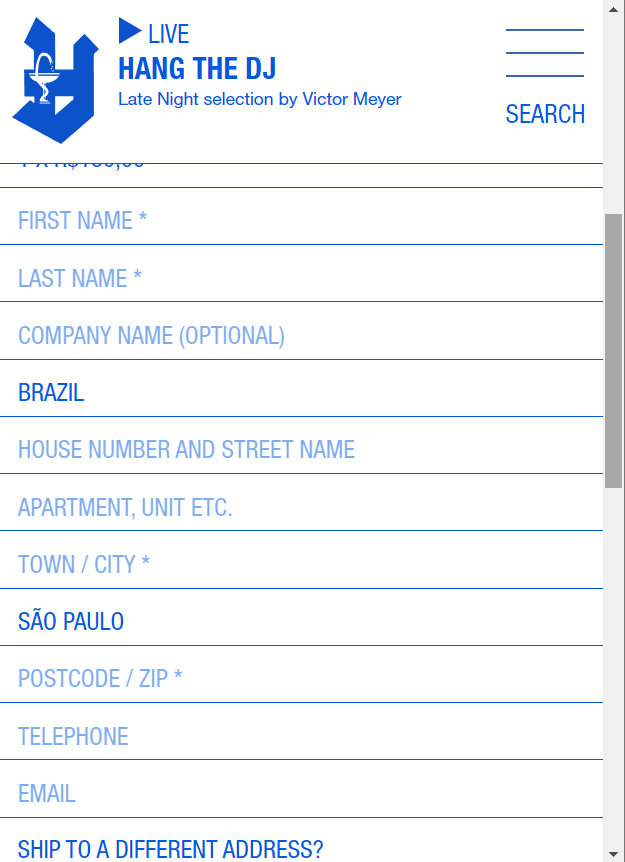 LIVE
HANG THE DJ
Late Night selection by Victor Meyer
SEARCH
FIRST NAME *
LAST NAME *
COMPANY NAME (OPTIONAL)
BRAZIL
HOUSE NUMBER AND STREET NAME
APARTMENT, UNIT ETC.
TOWN / CITY *
SÃO PAULO
POSTCODE / ZIP *
TELEPHONE
EMAIL
SHIP TO A DIFFERENT ADDRESS?